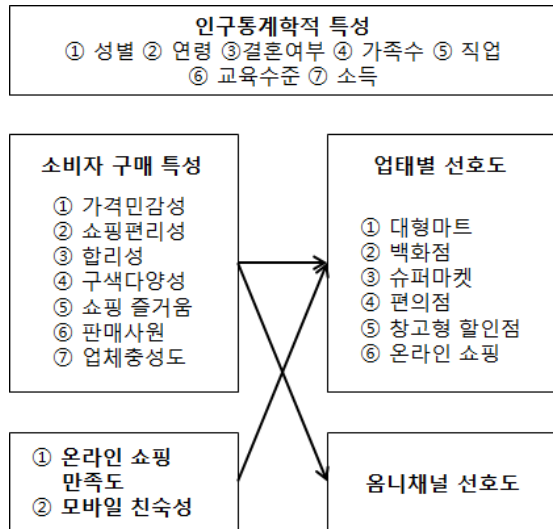 인구통계학적 특성
① 성별 ② 연령 ③결혼여부 ④ 가족수 ⑤ 직업
⑥ 교육수준 ⑦ 소득
소비자 구매 특성
① 가격민감성
② 쇼핑편리성
③ 합리성
④ 구색다양성
⑤ 쇼핑 즐거움
⑥ 판매사원
⑦ 업체충성도
업태별 선호도
① 대형마트
② 백화점
③ 슈퍼마켓
④ 편의점
⑤ 창고형 할인점
⑥ 온라인 쇼핑
① 온라인 쇼핑
만족도
② 모바일 친숙성
옴니채널 선호도